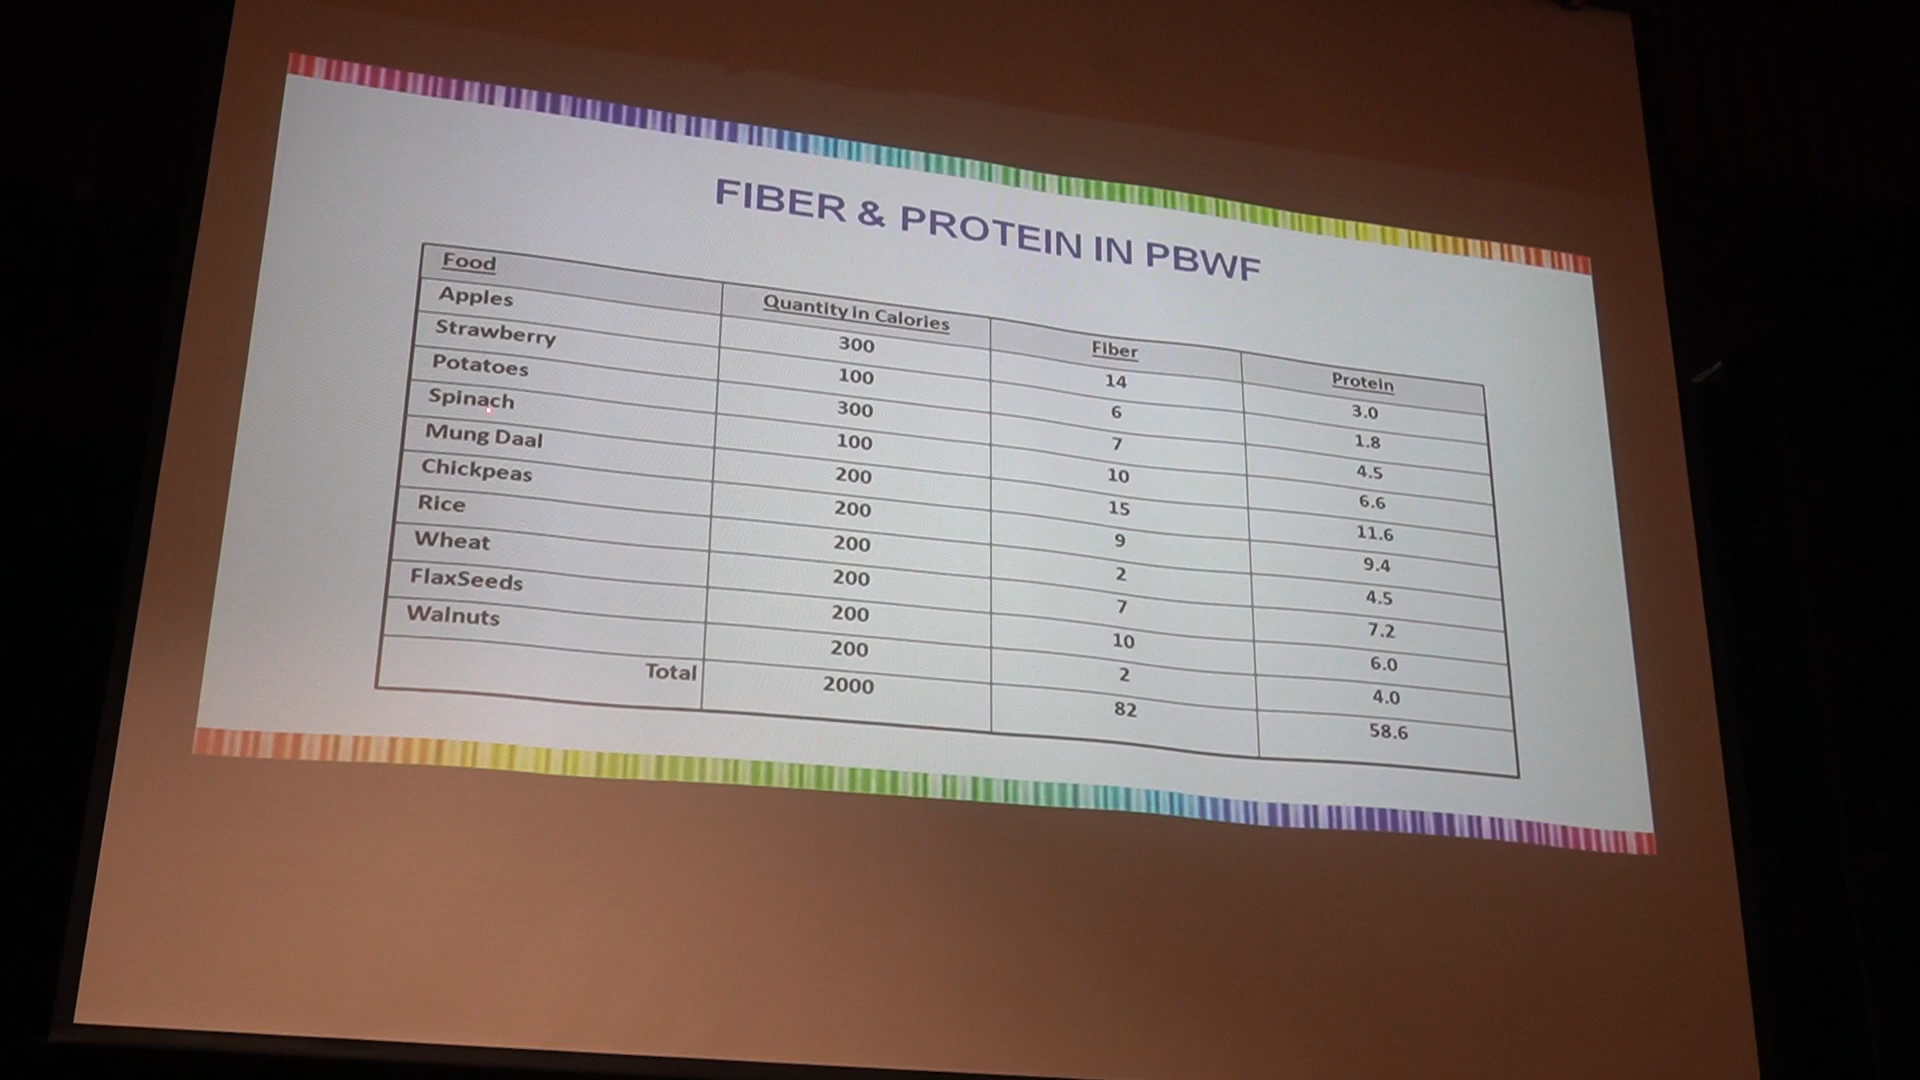 FIBER & PROTEIN IN PBWF
Food Quantity in Calories Fiber Protein
Apples 300 14 3.0
Strawberry 100 6 1.8
Potatoes 300 7 4.5
Spinach 100 10 6.6
Mung Daal 200 15 11.6
Chickpeas 200 9 9.4
Rice 200 2 4.5
Wheat 200 7 7.2
FlaxSeeds 200 10 6.0
Walnuts 200 2 4.0
Total 2000 82 58.6